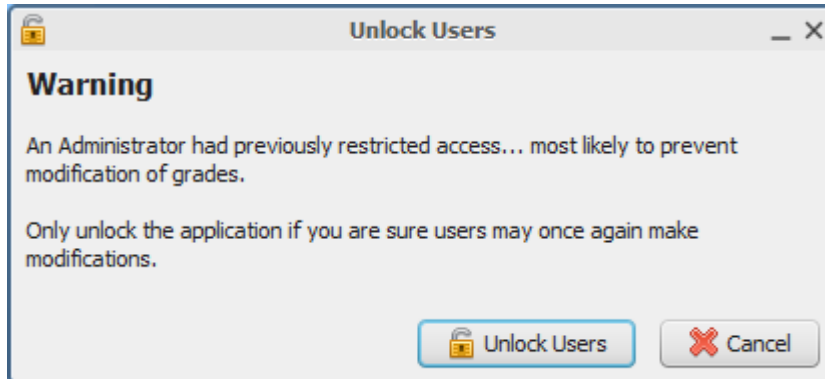 Unlock Users
Warning
An Administrator had previously restricted access... most likely to prevent
modification of grades.
Only unlock the application if you are sure users may once again make
modifications.
Unlock Users
Cancel